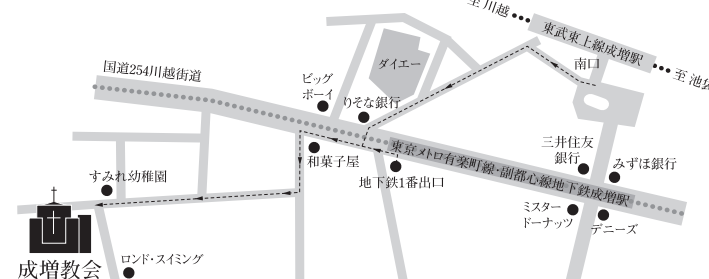 至 川越
東武東上線成増駅
至 池袋
南口
ダイエー
国道254川越街道
ビッグ
ボーイ
りそな銀行
東京メトロ有楽町線・副都心線地下鉄成増駅
三井住友
銀行
みずほ銀行
和菓子屋
地下鉄1番出口
すみれ幼稚園
ミスター
ドーナッツ
デニーズ
成増教会
ロンド・スイミング